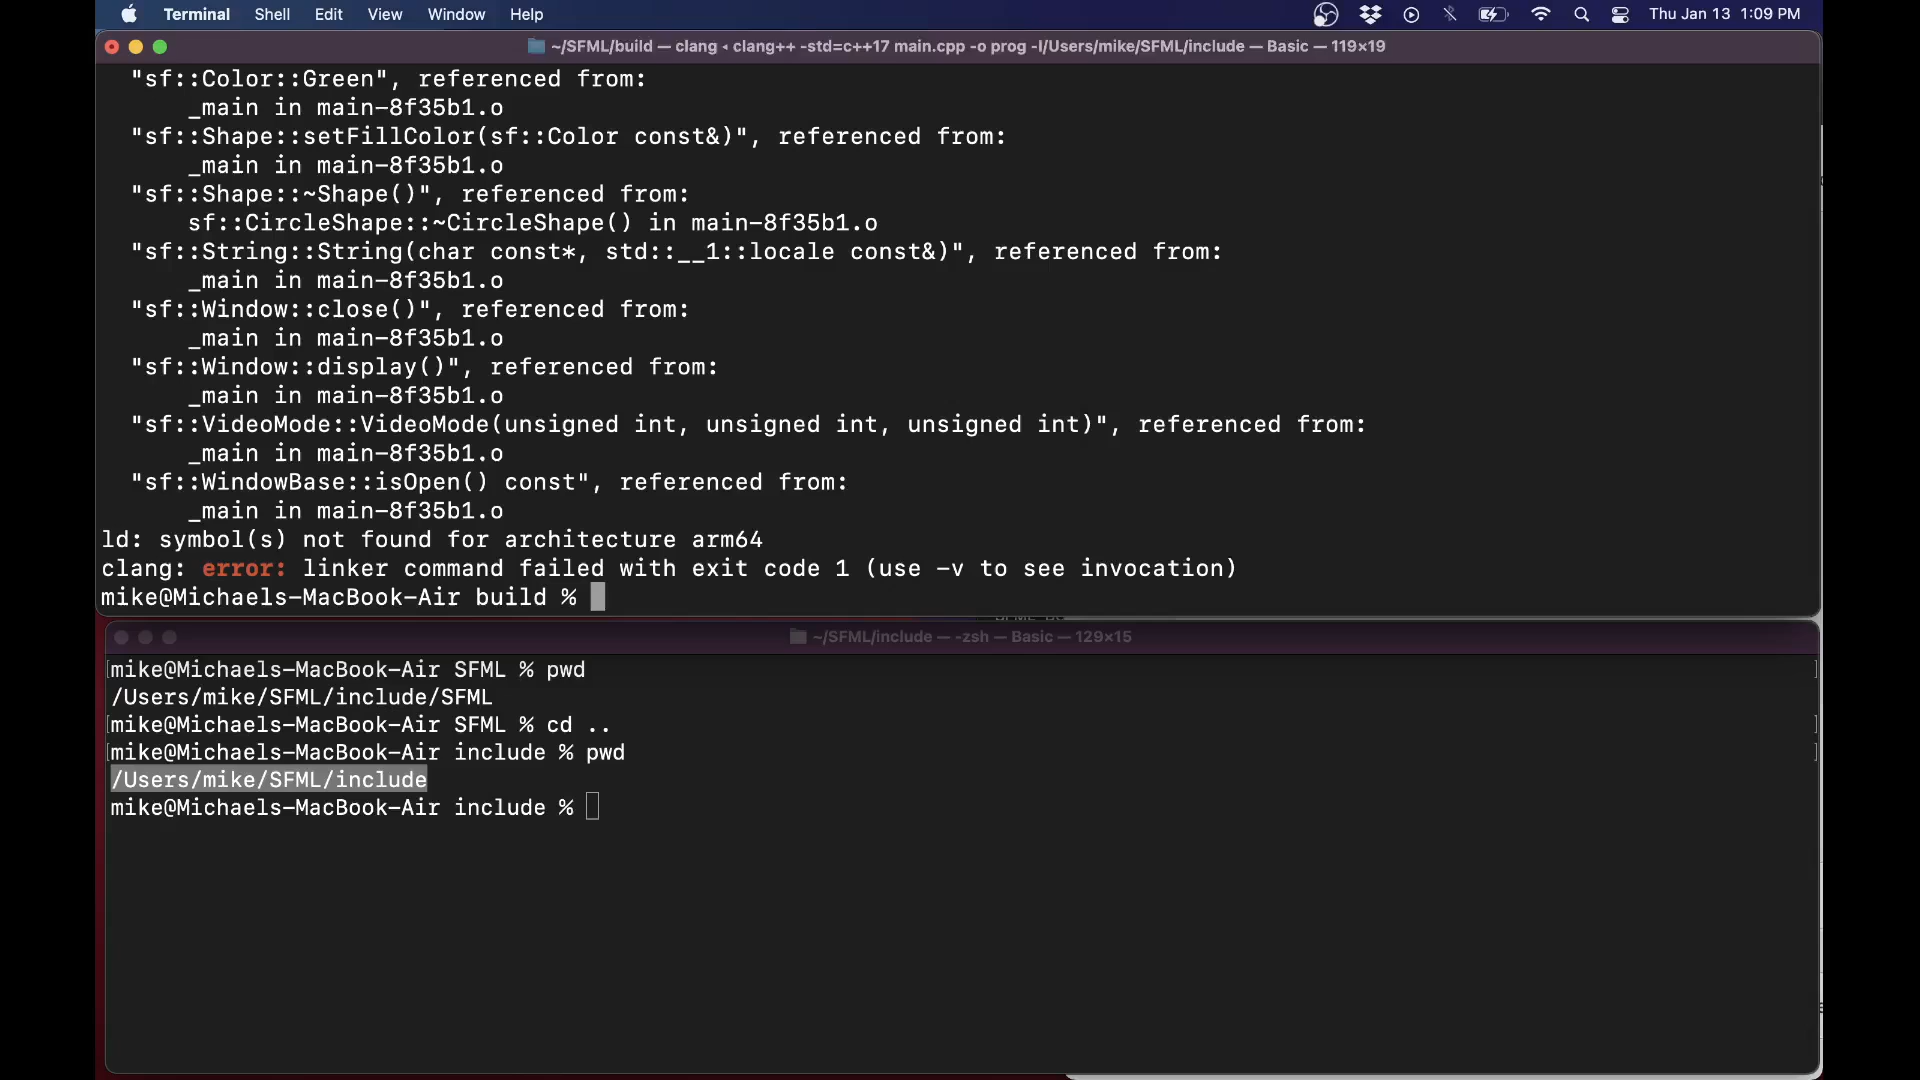 Terminal Shell Edit View Window Help Thu Jan 13 1:09 PM
~/SFML/build — clang ◂ clang++ -std=c++17 main.cpp -o prog -I/Users/mike/SFML/include — Basic — 119×19
"sf::Color::Green", referenced from:
_main in main-8f35b1.o
"sf::Shape::setFillColor(sf::Color const&)", referenced from:
_main in main-8f35b1.o
"sf::Shape::~Shape()", referenced from:
sf::CircleShape::~CircleShape() in main-8f35b1.o
"sf::String::String(char const*, std::__1::locale const&)", referenced from:
_main in main-8f35b1.o
"sf::Window::close()", referenced from:
_main in main-8f35b1.o
"sf::Window::display()", referenced from:
_main in main-8f35b1.o
"sf::VideoMode::VideoMode(unsigned int, unsigned int, unsigned int)", referenced from:
_main in main-8f35b1.o
"sf::WindowBase::isOpen() const", referenced from:
_main in main-8f35b1.o
ld: symbol(s) not found for architecture arm64
clang: error: linker command failed with exit code 1 (use -v to see invocation)
mike@Michaels-MacBook-Air build %
~/SFML/include — -zsh — Basic — 129×15
[mike@Michaels-MacBook-Air SFML % pwd ]
/Users/mike/SFML/include/SFML
[mike@Michaels-MacBook-Air SFML % cd .. ]
[mike@Michaels-MacBook-Air include % pwd ]
/Users/mike/SFML/include
mike@Michaels-MacBook-Air include %